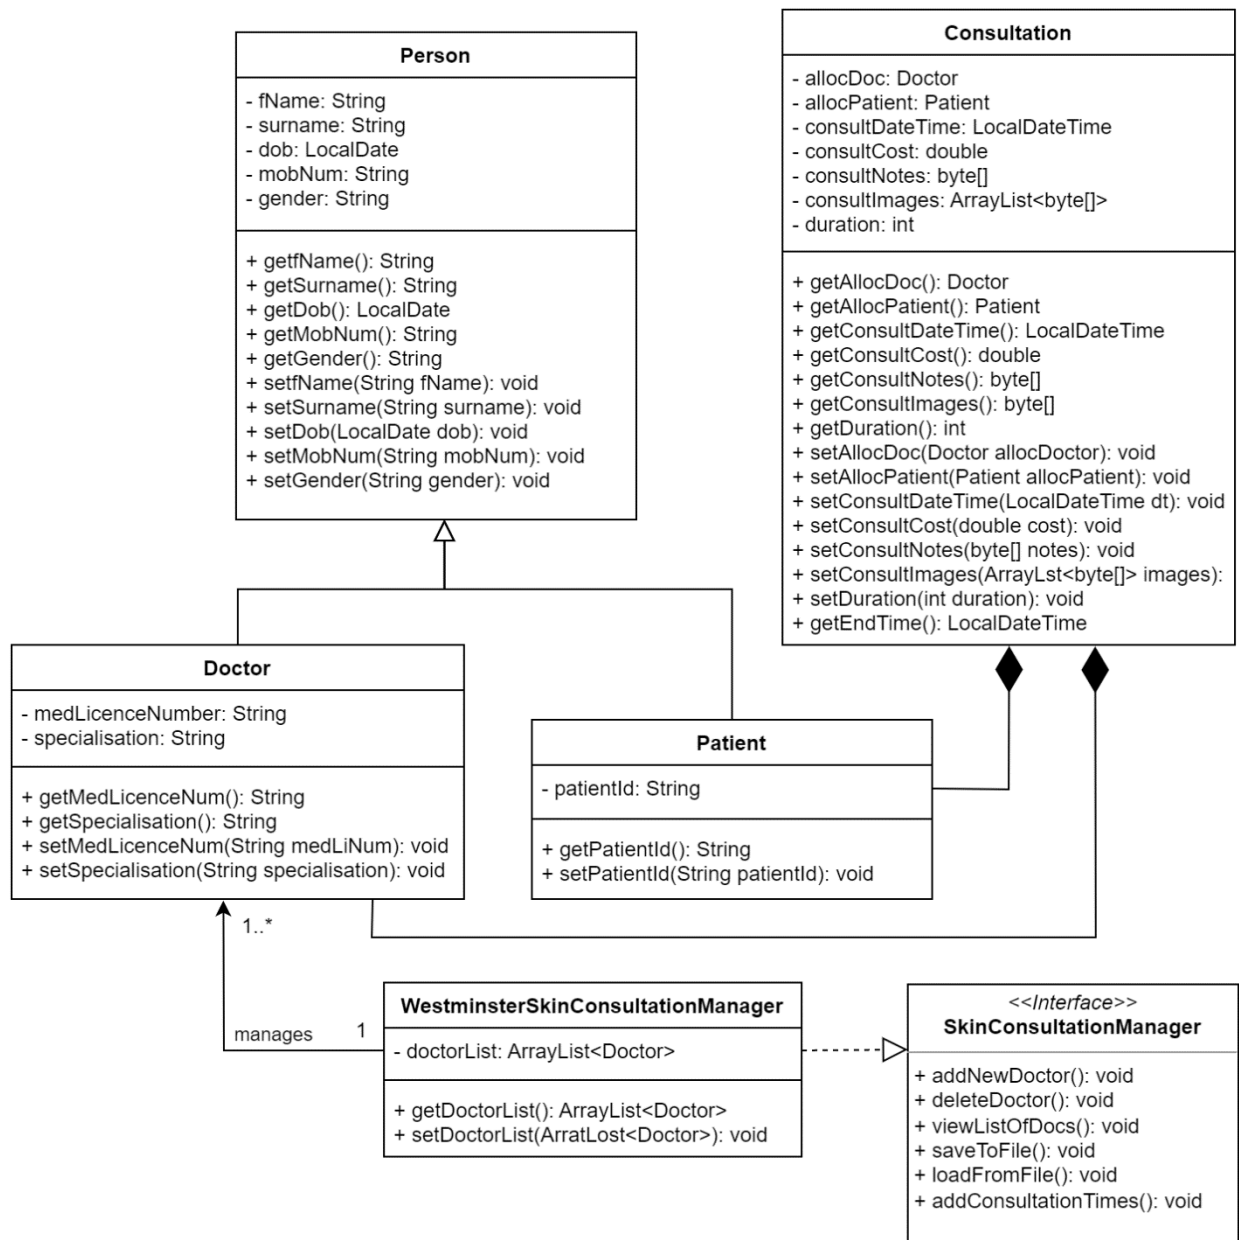 Person
- fName: String
- surname: String
- dob: LocalDate
- mobNum: String
- gender: String
+ getfName(): String
+ getSurname(): String
+ getDob(): LocalDate
+ getMobNum(): String
+ getGender(): String
+ setfName(String fName): void
+ setSurname(String surname): void
+ setDob(LocalDate dob): void
+ setMobNum(String mobNum): void
+ setGender(String gender): void
Consultation
- allocDoc: Doctor
- allocPatient: Patient
- consultDateTime: LocalDateTime
- consultCost: double
- consultNotes: byte[]
- consultImages: ArrayList<byte[]>
- duration: int
+ getAllocDoc(): Doctor
+ getAllocPatient(): Patient
+ getConsultDateTime(): LocalDateTime
+ getConsultCost(): double
+ getConsultNotes(): byte[]
+ getConsultImages(): byte[]
+ getDuration(): int
+ setAllocDoc(Doctor allocDoctor): void
+ setAllocPatient(Patient allocPatient): void
+ setConsultDateTime(LocalDateTime dt): void
+ setConsultCost(double cost): void
+ setConsultNotes(byte[] notes): void
+ setConsultImages(ArrayLst<byte[]> images):
+ setDuration(int duration): void
+ getEndTime(): LocalDateTime
Doctor
- medLicenceNumber: String
- specialisation: String
+ getMedLicenceNum(): String
+ getSpecialisation(): String
+ setMedLicenceNum(String medLiNum): void
+ setSpecialisation(String specialisation): void
Patient
- patientId: String
+ getPatientId(): String
+ setPatientId(String patientId): void
1..*
manages
1
WestminsterSkinConsultationManager
- doctorList: ArrayList<Doctor>
+ getDoctorList(): ArrayList<Doctor>
+ setDoctorList(ArratLost<Doctor>): void
<<Interface>>
SkinConsultationManager
+ addNewDoctor(): void
+ deleteDoctor(): void
+ viewListOfDocs(): void
+ saveToFile(): void
+ loadFromFile(): void
+ addConsultationTimes(): void